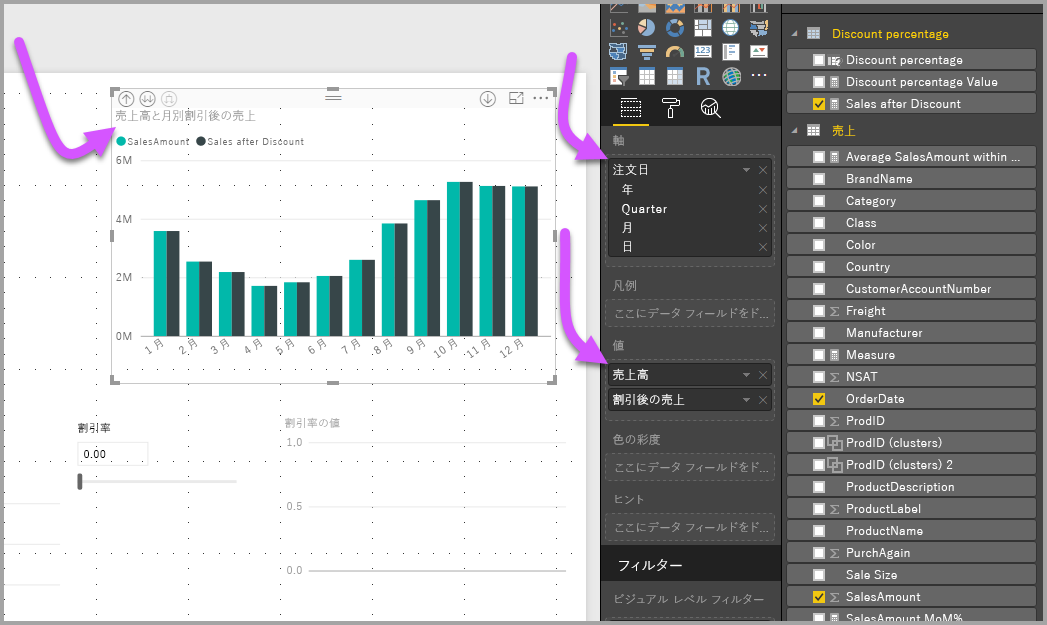 売上高と月別割引後の売上
SalesAmount Sales after Discount
6M
4M
2M
0M
1月 2月 3月 4月 5月 6月 7月 8月 9月 10月 11月 12月
割引率
0.00
割引率の値
1.0
0.5
0.0
123
R
軸
注文日
年
Quarter
月
日
凡例
ここにデータ フィールドをド...
値
売上高
割引後の売上
色の彩度
ここにデータ フィールドをド...
ヒント
ここにデータ フィールドをド...
フィルター
ビジュアル レベル フィルター
Discount percentage
Discount percentage
Discount percentage Value
Sales after Discount
売上
Average SalesAmount within ...
BrandName
Category
Class
Color
Country
CustomerAccountNumber
Freight
Manufacturer
Measure
NSAT
OrderDate
ProdID
ProdID (clusters)
ProdID (clusters) 2
ProductDescription
ProductLabel
ProductName
PurchAgain
Sale Size
SalesAmount
SalesAmount MoM%